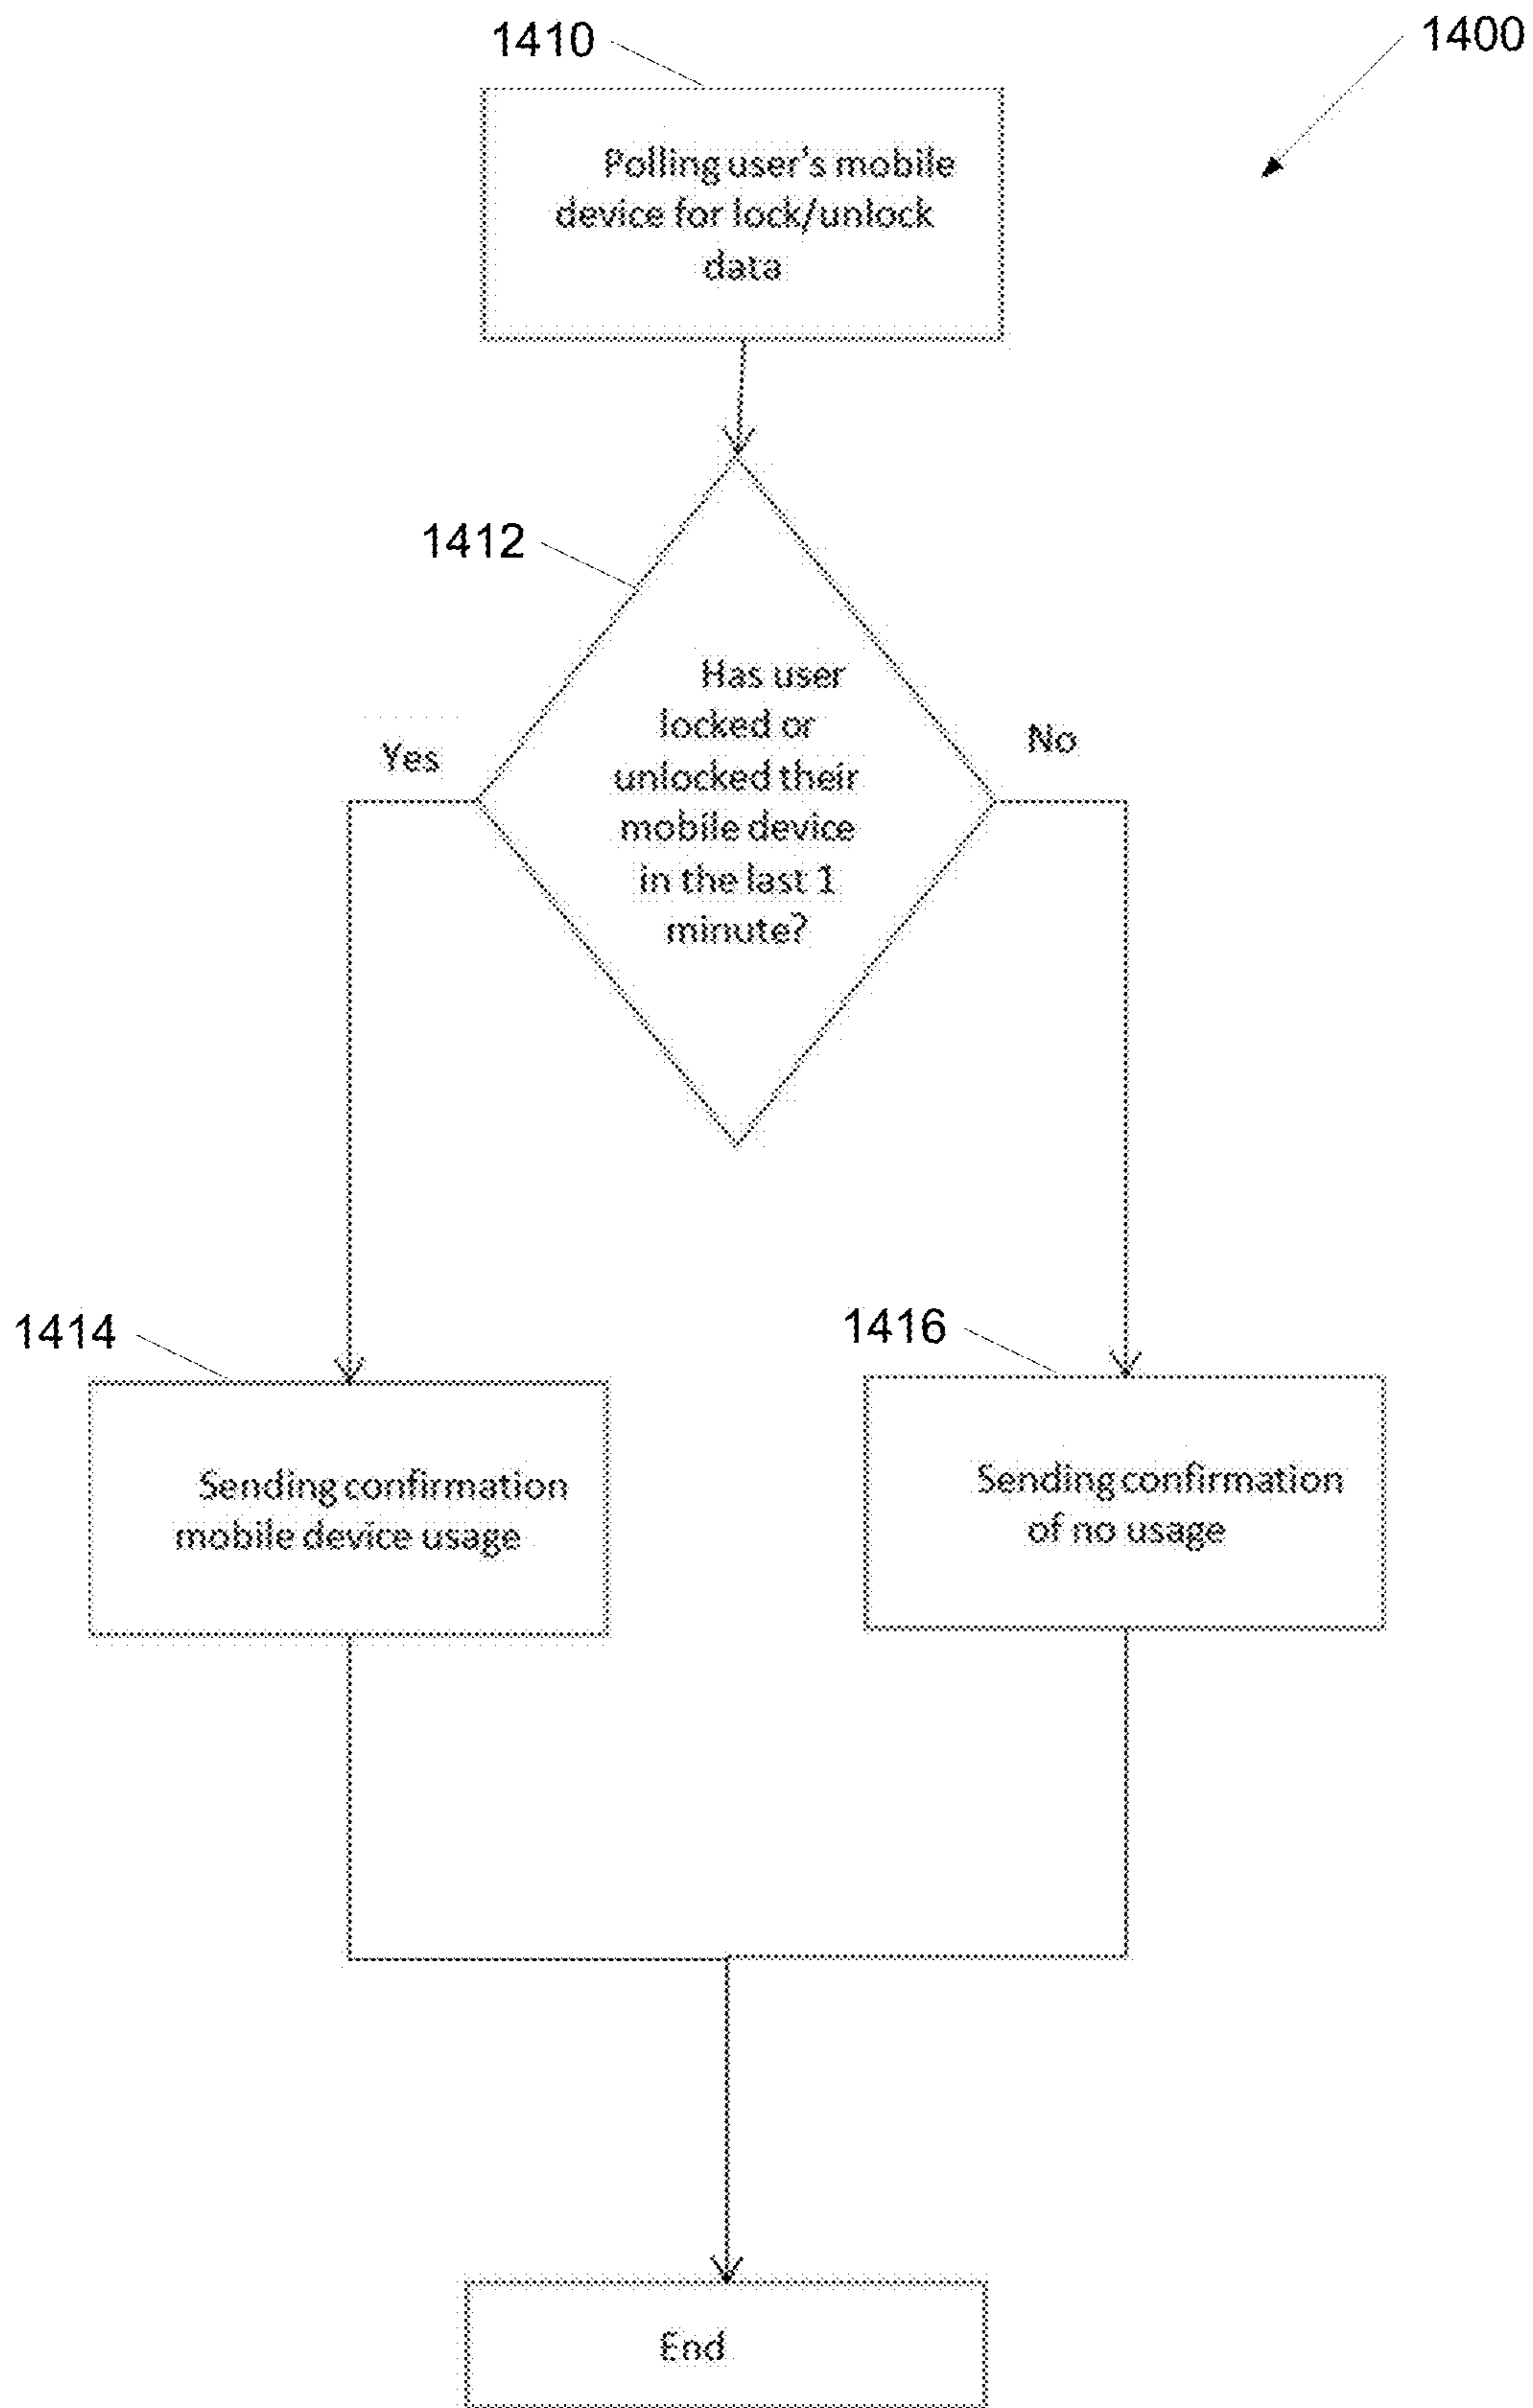 1410
1400
Polling user's mobile
device for lock/unlock
data
1412
Has user
locked or
unlocked their
mobile device
in the last 1
minute?
Yes
No
1414
1416
Sending confirmation
mobile device usage
Sending confirmation
of no usage
End